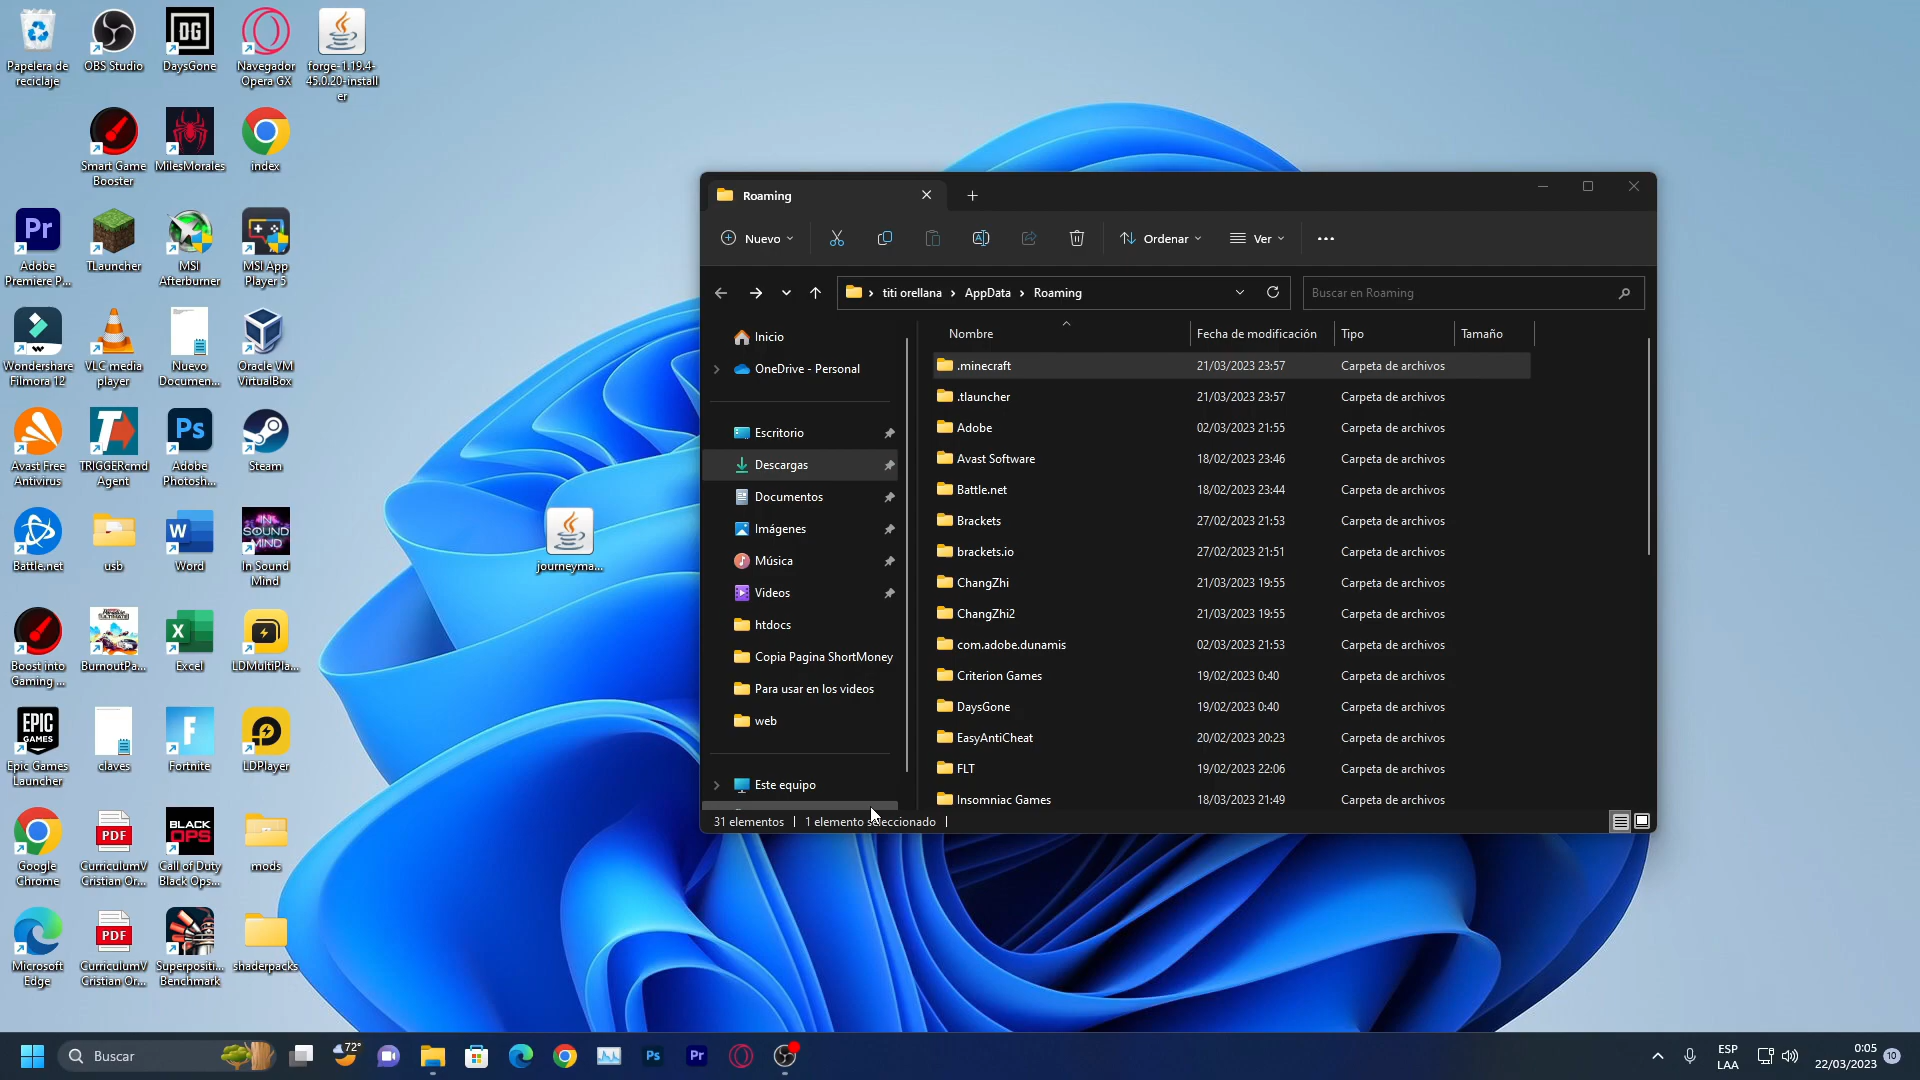 Papelera de
reciclaje
OBS Studio
DaysGone
Navegador
Opera GX
forge-1.19.4-
45.0.20-install
er
Smart Game
Booster
MilesMorales
index
Adobe
Premiere P...
TLauncher
MSI
Afterburner
MSI App
Player 5
Wondershare
Filmora 12
VLC media
player
Nuevo
Documen...
Oracle VM
VirtualBox
Avast Free
Antivirus
TRIGGERcmd
Agent
Adobe
Photosh...
Steam
Battle.net
usb
Word
In Sound
Mind
journeyma...
Boost into
Gaming ...
BurnoutPa...
Excel
LDMultiPla...
Epic Games
Launcher
claves
Fortnite
LDPlayer
Google
Chrome
CurriculumV
Cristian Or...
Call of Duty
Black Ops...
mods
Microsoft
Edge
CurriculumV
Cristian Or...
Superpositi...
Benchmark
shaderpacks
DG
Pr
Ps
W
IN
SOUND
MIND
X
EPIC
GAMES
F
PDF
BLACK
OPS
PDF
Roaming
Nuevo
Ordenar
Ver
titi orellana > AppData > Roaming
Buscar en Roaming
Inicio
OneDrive - Personal
Escritorio
Descargas
Documentos
Imágenes
Música
Videos
htdocs
Copia Pagina ShortMoney
Para usar en los videos
web
Este equipo
Nombre Fecha de modificación Tipo Tamaño
.minecraft 21/03/2023 23:57 Carpeta de archivos
.tlauncher 21/03/2023 23:57 Carpeta de archivos
Adobe 02/03/2023 21:55 Carpeta de archivos
Avast Software 18/02/2023 23:46 Carpeta de archivos
Battle.net 18/02/2023 23:44 Carpeta de archivos
Brackets 27/02/2023 21:53 Carpeta de archivos
brackets.io 27/02/2023 21:51 Carpeta de archivos
ChangZhi 21/03/2023 19:55 Carpeta de archivos
ChangZhi2 21/03/2023 19:55 Carpeta de archivos
com.adobe.dunamis 02/03/2023 21:53 Carpeta de archivos
Criterion Games 19/02/2023 0:40 Carpeta de archivos
DaysGone 19/02/2023 0:40 Carpeta de archivos
EasyAntiCheat 20/02/2023 20:23 Carpeta de archivos
FLT 19/02/2023 22:06 Carpeta de archivos
Insomniac Games 18/03/2023 21:49 Carpeta de archivos
31 elementos
1 elemento seleccionado
Buscar
72°
Ps
Pr
ESP
LAA
0:05
22/03/2023
10